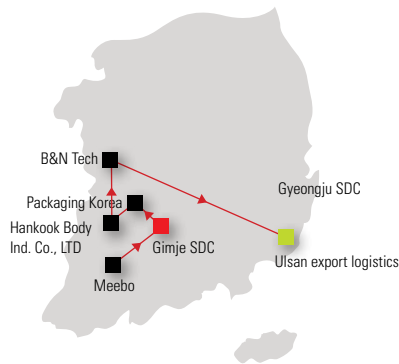 B&N Tech
Gyeongju SDC
Packaging Korea
Hankook Body
Ind. Co., LTD
Gimje SDC
Ulsan export logistics
Meebo